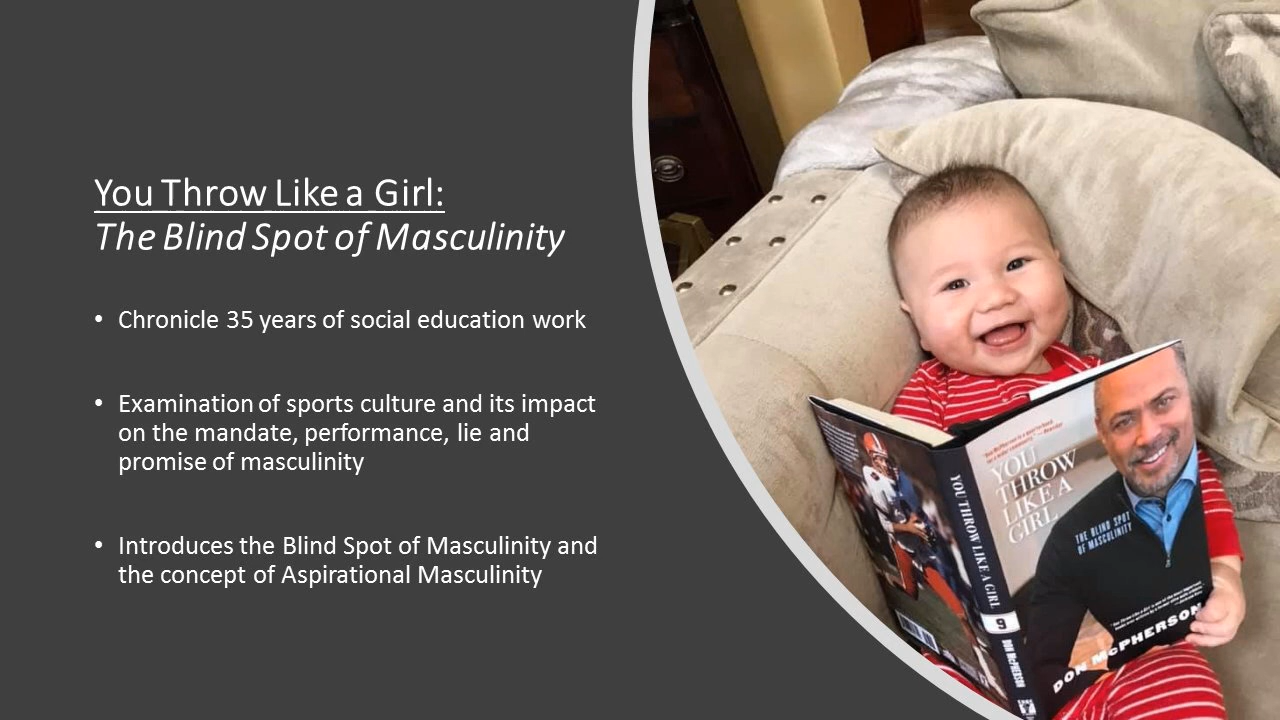 You Throw Like a Girl:
The Blind Spot of Masculinity
• Chronicle 35 years of social education work
• Examination of sports culture and its impact
on the mandate, performance, lie and
promise of masculinity
• Introduces the Blind Spot of Masculinity and
the concept of Aspirational Masculinity
YOU THROW LIKE A GIRL
9
DON McPHERSON
YOU
THROW
LIKE A
GIRL
THE BLIND SPOT
OF MASCULINITY
DON McPHERSON